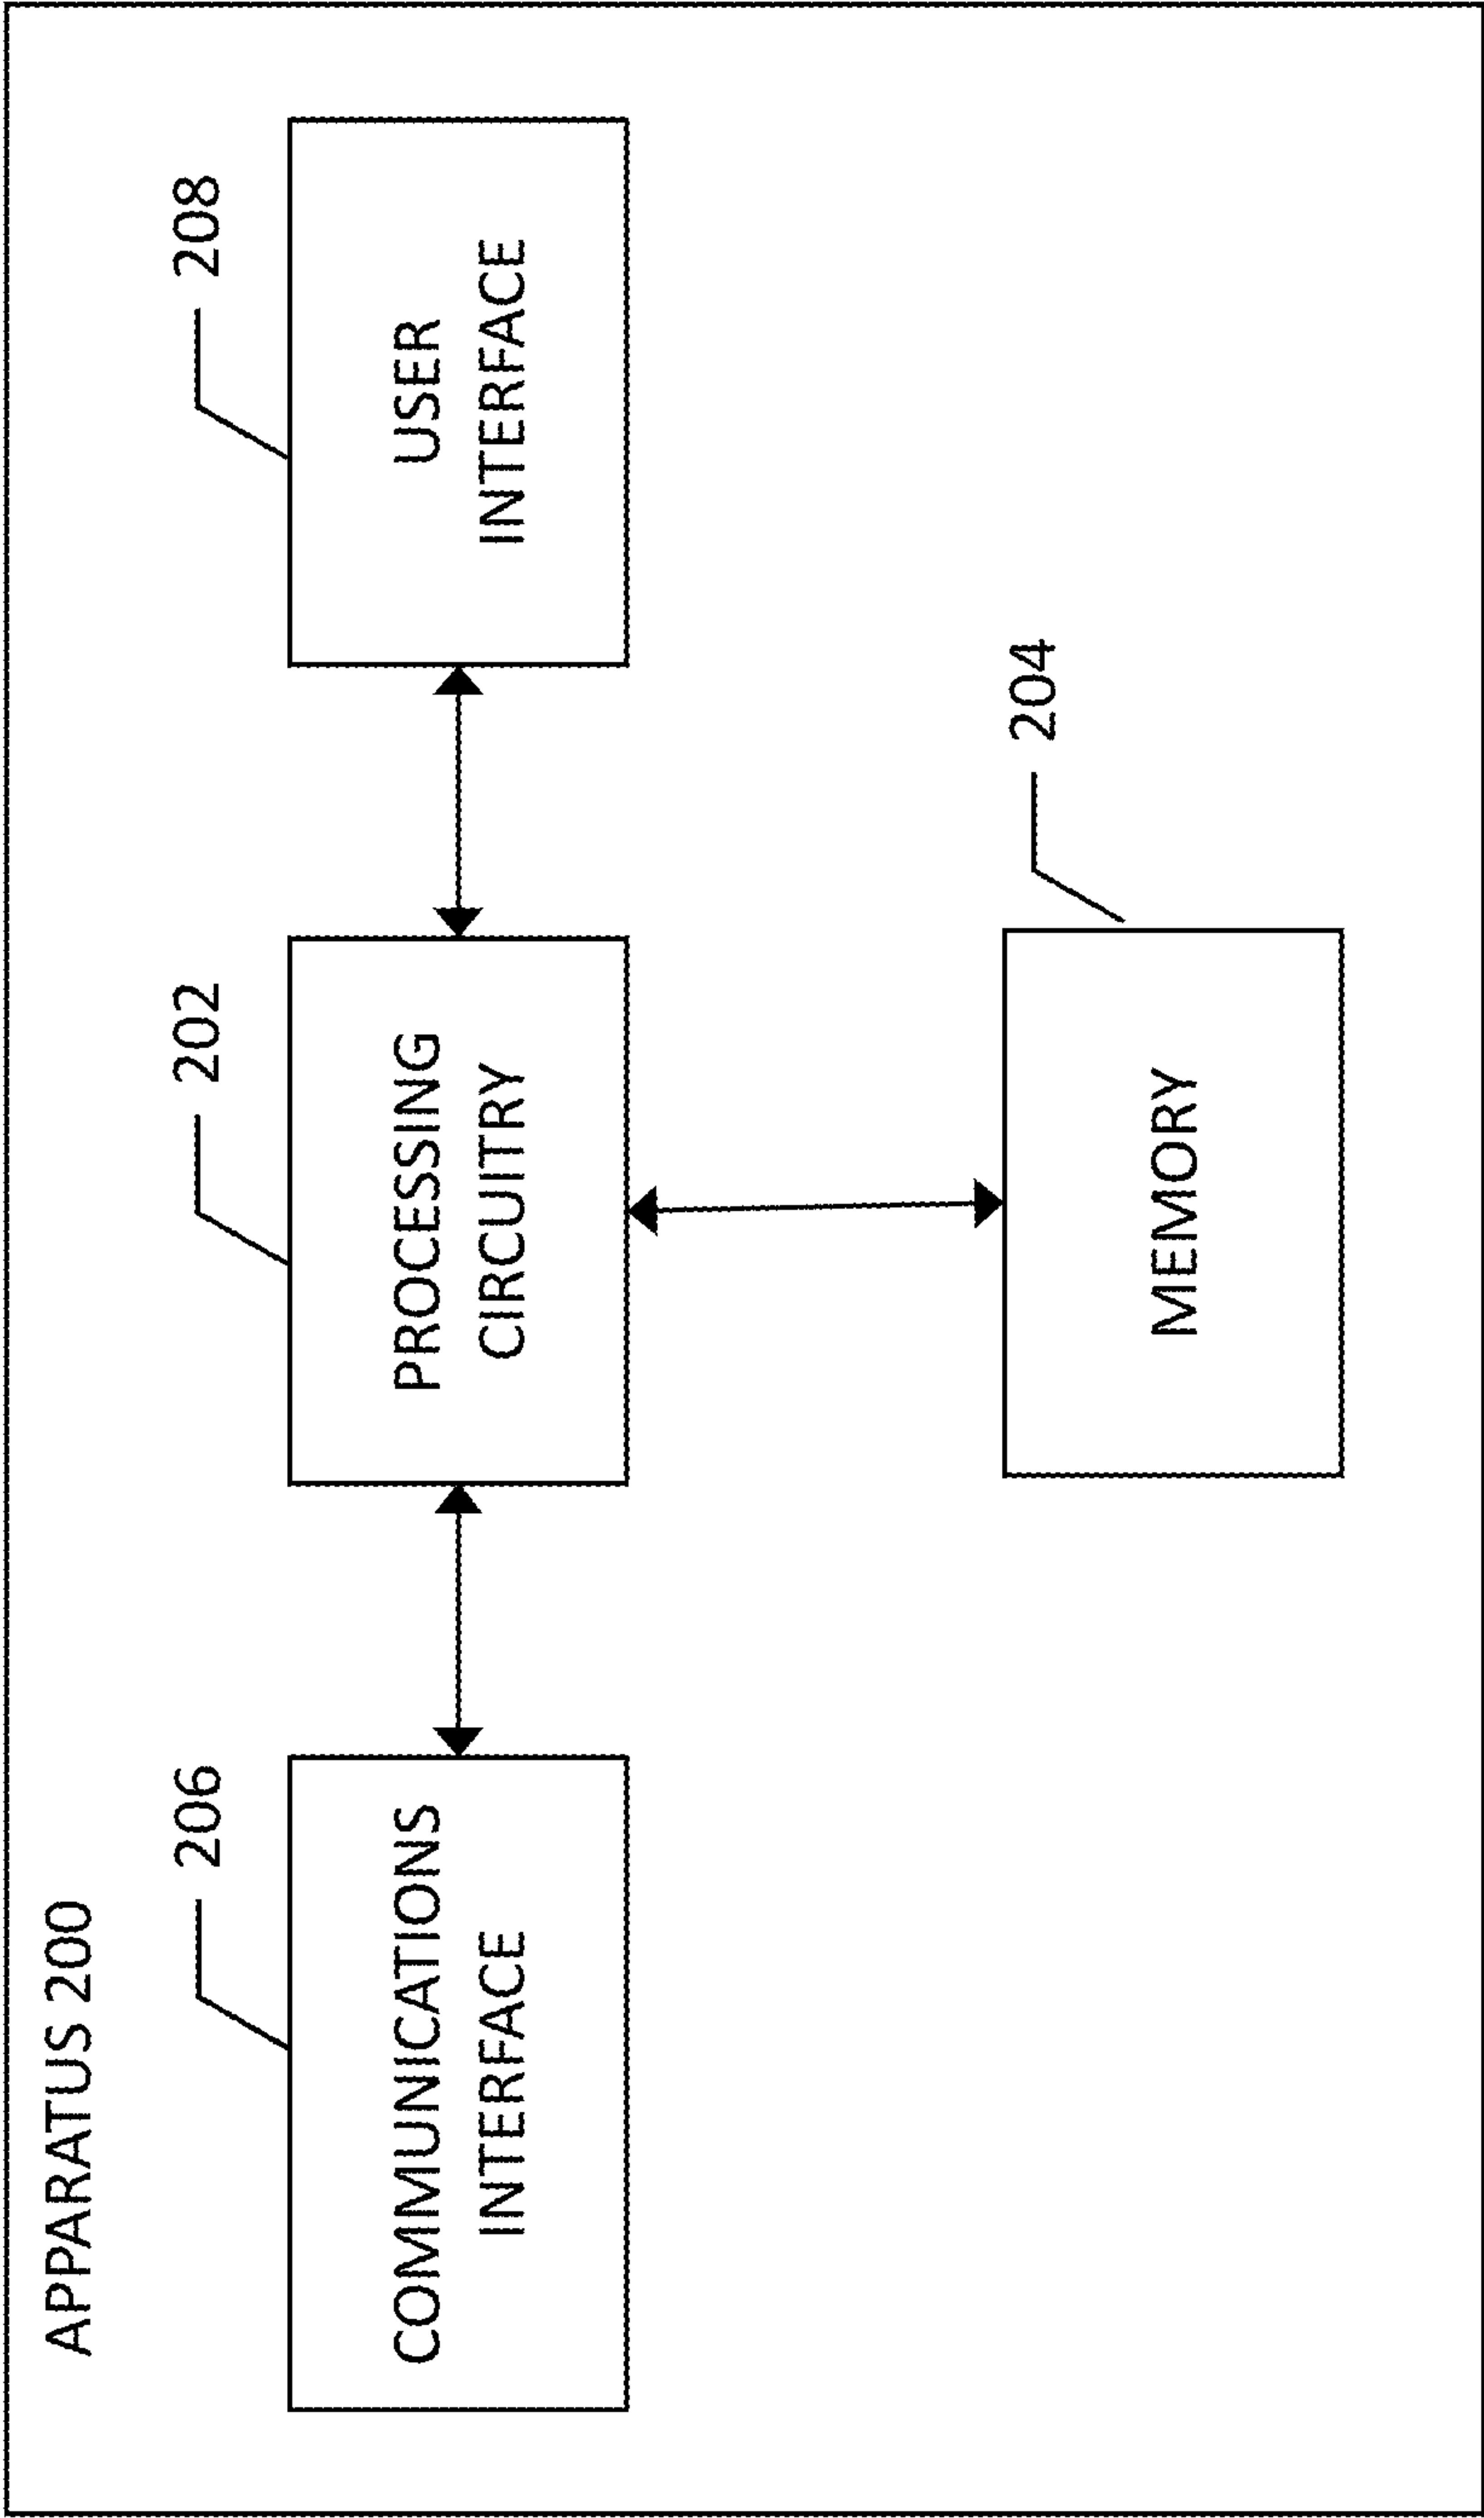 APPARATUS 200
206
COMMUNICATIONS
INTERFACE
202
PROCESSING
CIRCUITRY
208
USER
INTERFACE
204
MEMORY